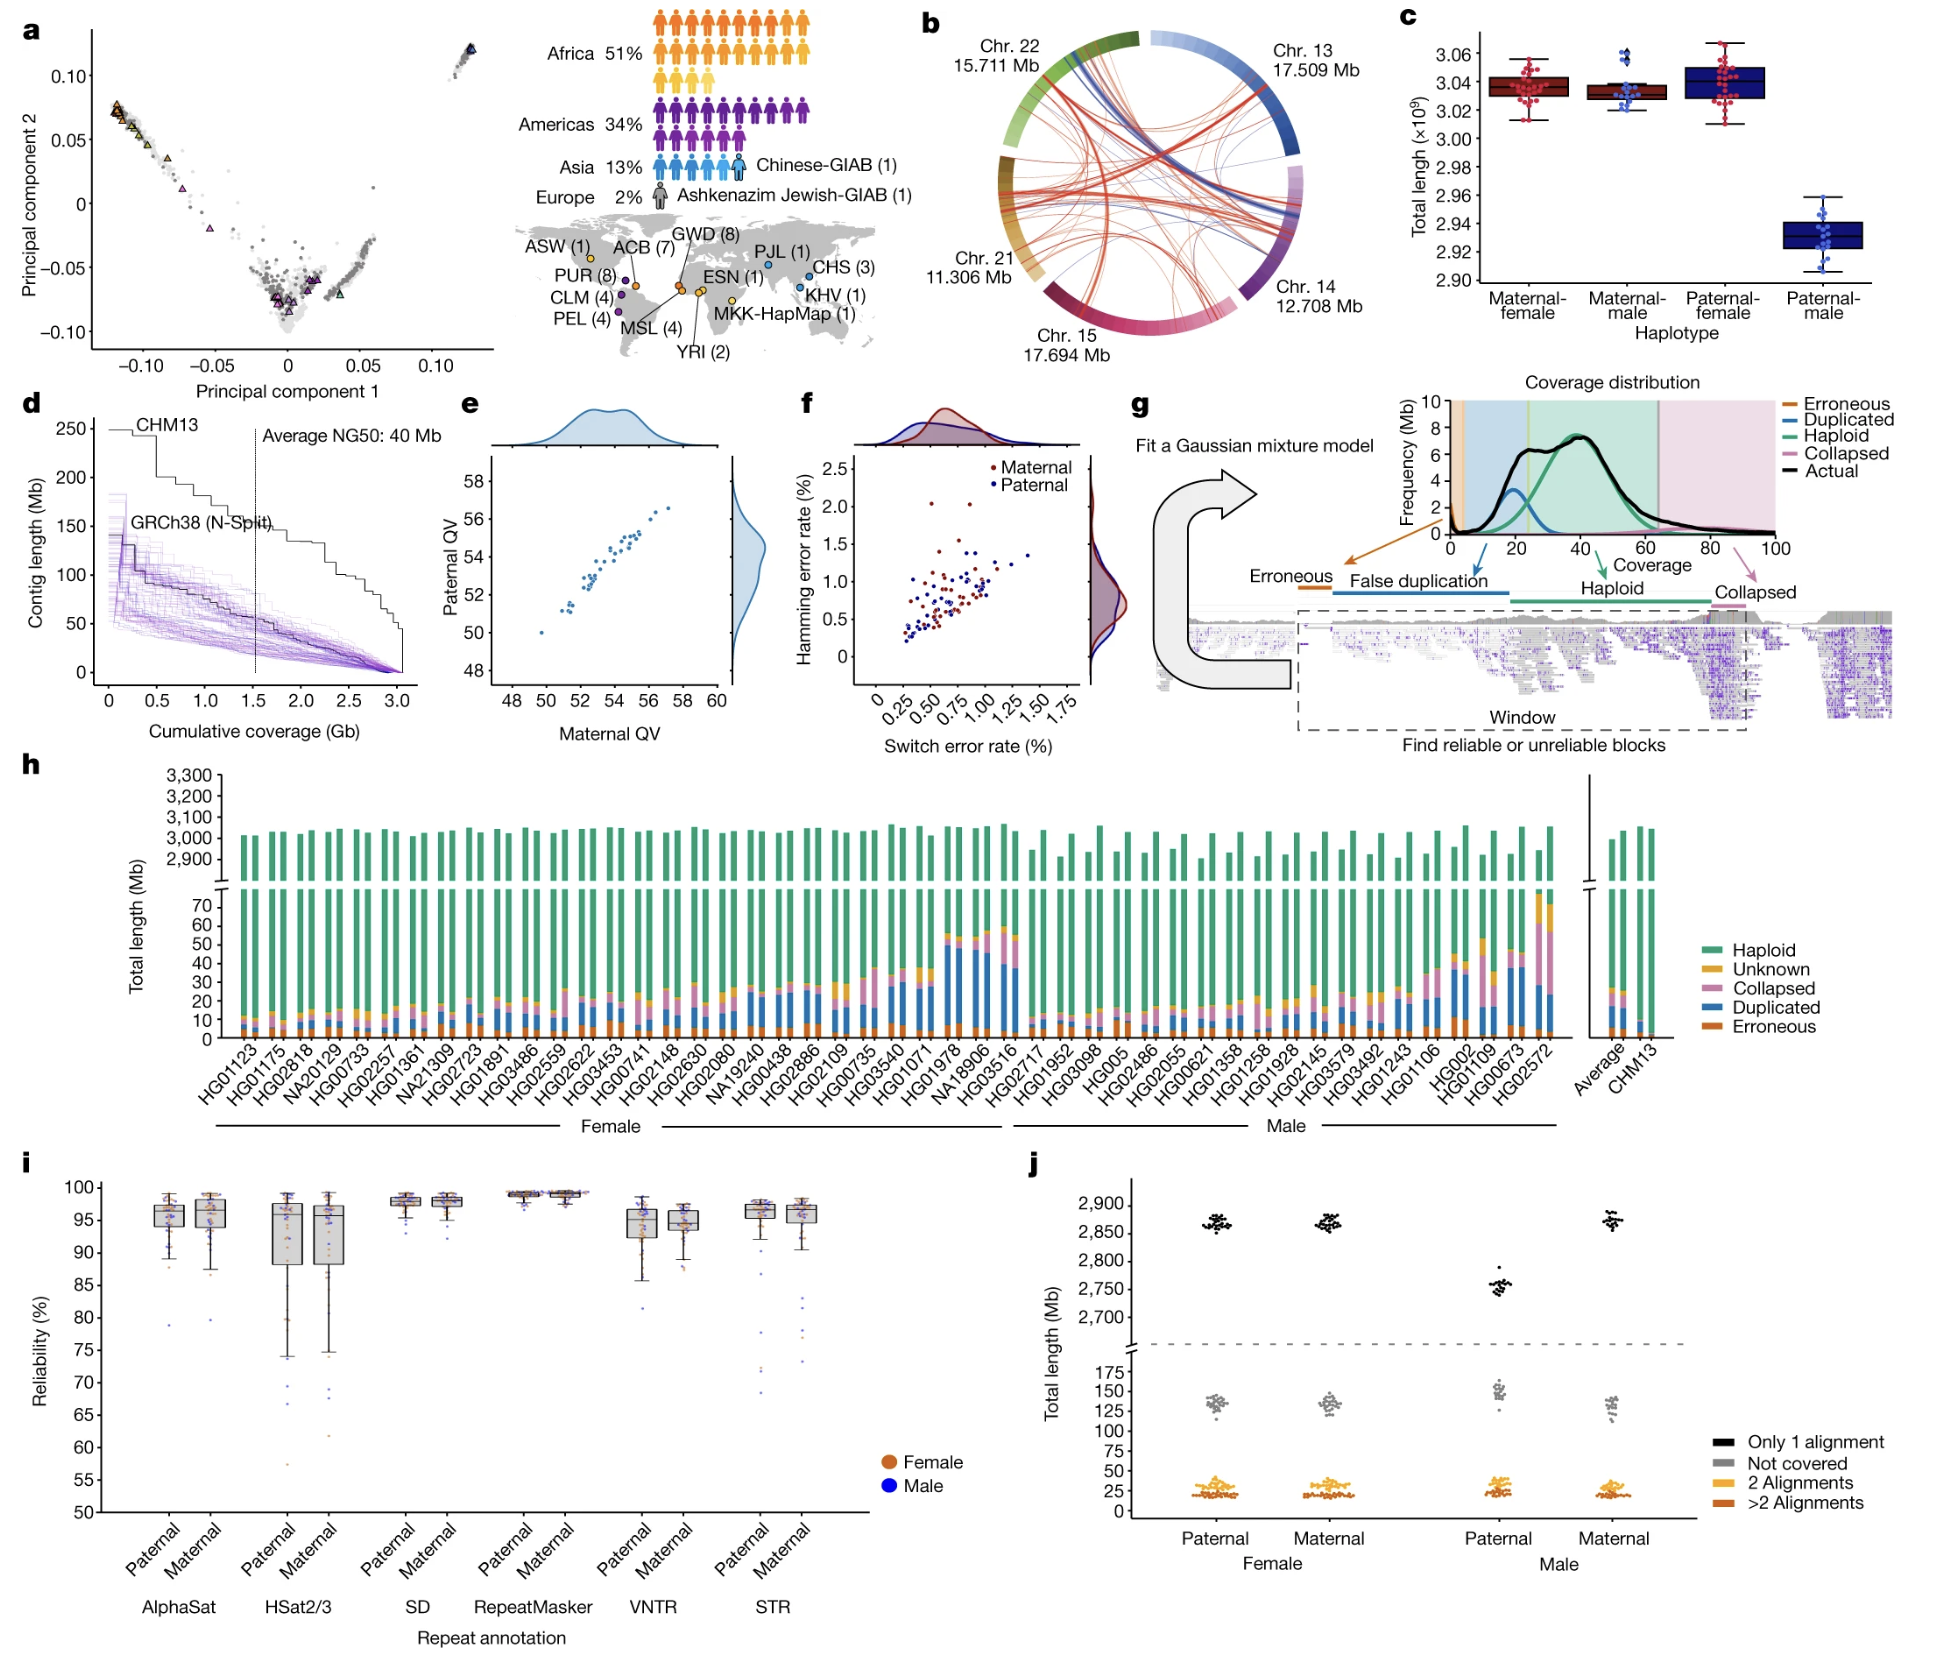 a
Principal component 2
0.10
0.05
0
−0.05
−0.10
−0.10
−0.05
0
0.05
0.10
Principal component 1
Africa 51%
Americas 34%
Asia 13%
Chinese-GIAB (1)
Europe 2%
Ashkenazim Jewish-GIAB (1)
ASW (1)
ACB (7)
GWD (8)
PJL (1)
PUR (8)
ESN (1)
CHS (3)
CLM (4)
KHV (1)
PEL (4)
MSL (4)
MKK-HapMap (1)
YRI (2)
b
Chr. 22
15.711 Mb
Chr. 13
17.509 Mb
Chr. 21
11.306 Mb
Chr. 14
12.708 Mb
Chr. 15
17.694 Mb
c
Total lengh (×10⁹)
3.06
3.04
3.02
3.00
2.98
2.96
2.94
2.92
2.90
Maternal-
female
Maternal-
male
Paternal-
female
Paternal-
male
Haplotype
d
Contig length (Mb)
250
200
150
100
50
0
CHM13
Average NG50: 40 Mb
GRCh38 (N-Split)
0
0.5
1.0
1.5
2.0
2.5
3.0
Cumulative coverage (Gb)
e
Paternal QV
58
56
54
52
50
48
48
50
52
54
56
58
60
Maternal QV
f
Hamming error rate (%)
2.5
2.0
1.5
1.0
0.5
0
Maternal
Paternal
0
0.25
0.50
0.75
1.00
1.25
1.50
1.75
Switch error rate (%)
g
Fit a Gaussian mixture model
Coverage distribution
Frequency (Mb)
10
8
6
4
2
0
0
20
40
60
80
100
Coverage
Erroneous
Duplicated
Haploid
Collapsed
Actual
Erroneous
False duplication
Haploid
Collapsed
Window
Find reliable or unreliable blocks
h
Total length (Mb)
3,300
3,200
3,100
3,000
2,900
70
60
50
40
30
20
10
0
HG01123
HG01175
HG02818
NA20129
HG00733
HG02257
HG01361
NA21309
HG02723
HG01891
HG03486
HG02559
HG02622
HG03453
HG00741
HG02148
HG02630
HG02080
NA19240
HG00438
HG02886
HG02109
HG00735
HG03540
HG01071
HG01978
NA18906
HG03516
HG02717
HG01952
HG03098
HG005
HG02486
HG02055
HG00621
HG01358
HG01258
HG01928
HG02145
HG03579
HG03492
HG01243
HG01106
HG002
HG01109
HG00673
HG02572
Average
CHM13
Female
Male
Haploid
Unknown
Collapsed
Duplicated
Erroneous
i
Reliability (%)
100
95
90
85
80
75
70
65
60
55
50
Female
Male
Paternal
Maternal
Paternal
Maternal
Paternal
Maternal
Paternal
Maternal
Paternal
Maternal
Paternal
Maternal
AlphaSat
HSat2/3
SD
RepeatMasker
VNTR
STR
Repeat annotation
j
Total length (Mb)
2,900
2,850
2,800
2,750
2,700
175
150
125
100
75
50
25
0
Paternal
Maternal
Paternal
Maternal
Female
Male
Only 1 alignment
Not covered
2 Alignments
>2 Alignments